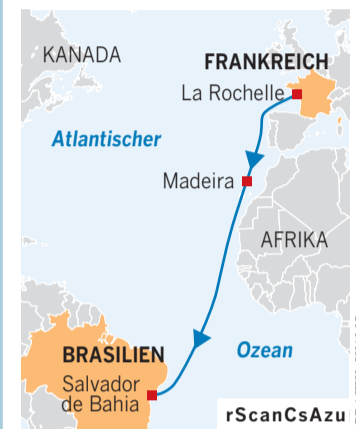 KANADA
FRANKREICH
La Rochelle
Atlantischer
Madeira
AFRIKA
BRASILIEN
Ozean
Salvador
de Bahia
rScanCsAzu